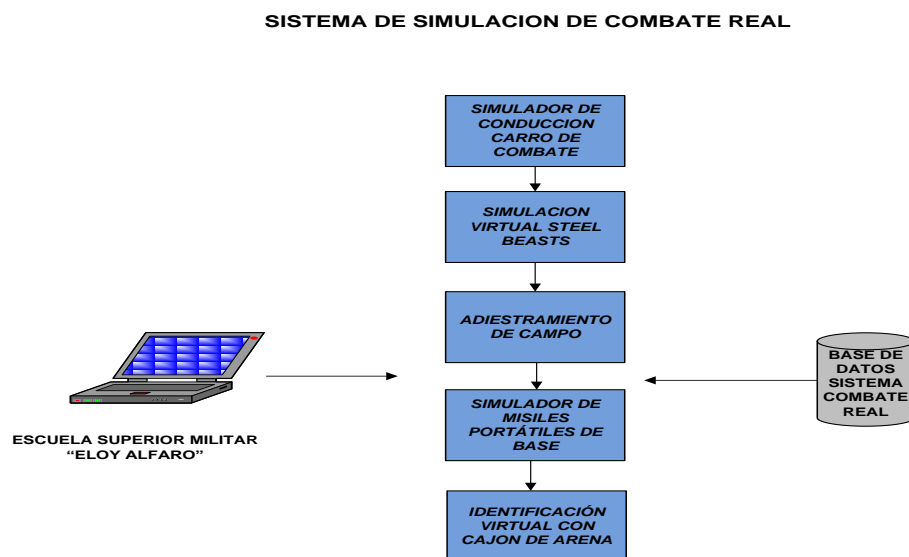 SISTEMA DE SIMULACION DE COMBATE REAL
SIMULADOR DE
CONDUCCION
CARRO DE
COMBATE
SIMULACION
VIRTUAL STEEL
BEASTS
ADIESTRAMIENTO
DE CAMPO
SIMULADOR DE
MISILES
PORTÁTILES DE
BASE
IDENTIFICACIÓN
VIRTUAL CON
CAJON DE ARENA
ESCUELA SUPERIOR MILITAR
“ELOY ALFARO”
BASE DE
DATOS
SISTEMA
COMBATE
REAL